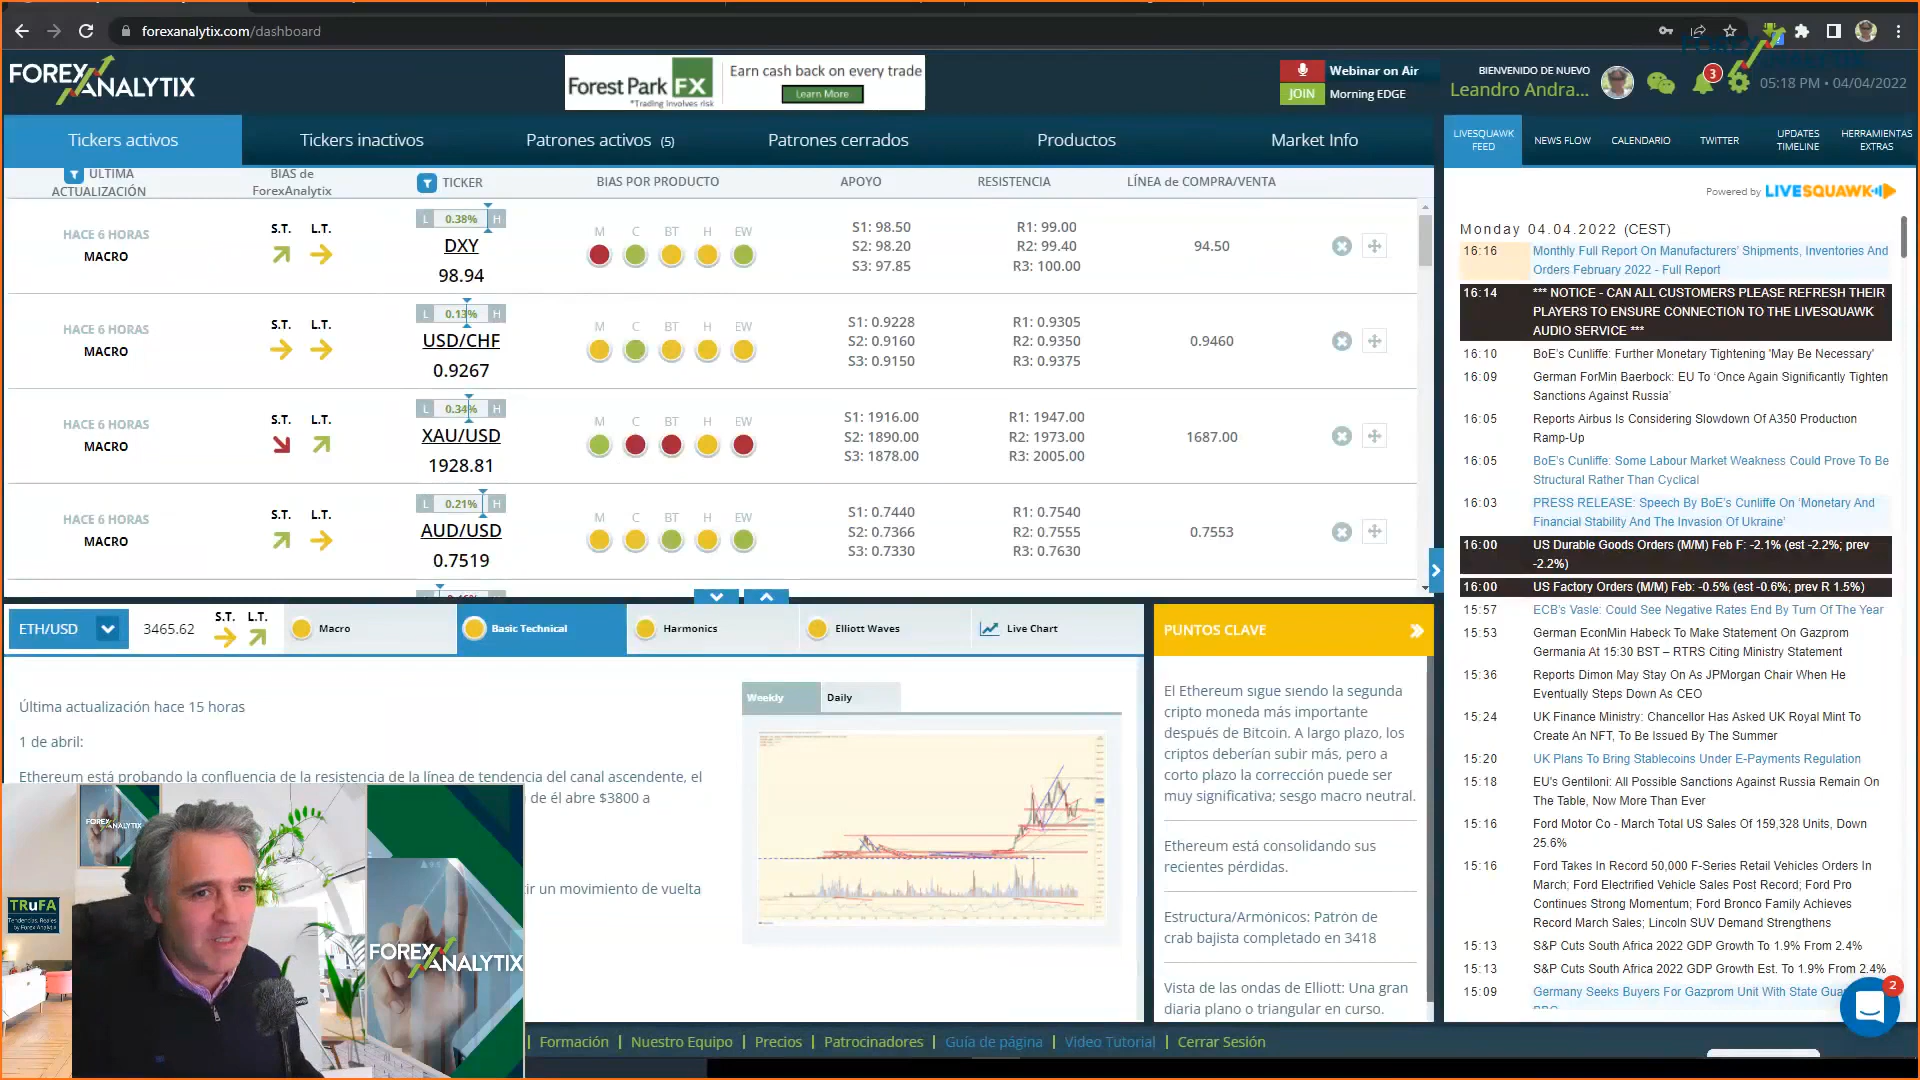 forexanalytix.com/dashboard
FOREX ANALYTIX
Forest Park FX
*Trading involves risk
Earn cash back on every trade
Learn More
Webinar on Air
JOIN Morning EDGE
BIENVENIDO DE NUEVO
Leandro Andra...
3
05:18 PM • 04/04/2022
Tickers activos
Tickers inactivos
Patrones activos (5)
Patrones cerrados
Productos
Market Info
ÚLTIMA ACTUALIZACIÓN
BIAS de ForexAnalytix
TICKER
BIAS POR PRODUCTO
APOYO
RESISTENCIA
LÍNEA de COMPRA/VENTA
HACE 6 HORAS
MACRO
S.T. L.T.
L 0.38% H
DXY
98.94
M C BT H EW
S1: 98.50
S2: 98.20
S3: 97.85
R1: 99.00
R2: 99.40
R3: 100.00
94.50
HACE 6 HORAS
MACRO
S.T. L.T.
L 0.13% H
USD/CHF
0.9267
M C BT H EW
S1: 0.9228
S2: 0.9160
S3: 0.9150
R1: 0.9305
R2: 0.9350
R3: 0.9375
0.9460
HACE 6 HORAS
MACRO
S.T. L.T.
L 0.34% H
XAU/USD
1928.81
M C BT H EW
S1: 1916.00
S2: 1890.00
S3: 1878.00
R1: 1947.00
R2: 1973.00
R3: 2005.00
1687.00
HACE 6 HORAS
MACRO
S.T. L.T.
L 0.21% H
AUD/USD
0.7519
M C BT H EW
S1: 0.7440
S2: 0.7366
S3: 0.7330
R1: 0.7540
R2: 0.7555
R3: 0.7630
0.7553
ETH/USD
3465.62
S.T. L.T.
Macro
Basic Technical
Harmonics
Elliott Waves
Live Chart
Última actualización hace 15 horas
1 de abril:
Ethereum está probando la confluencia de la resistencia de la línea de tendencia del canal ascendente, el
de él abre $3800 a
ir un movimiento de vuelta
Weekly
Daily
PUNTOS CLAVE
El Ethereum sigue siendo la segunda
cripto moneda más importante
después de Bitcoin. A largo plazo, los
criptos deberían subir más, pero a
corto plazo la corrección puede ser
muy significativa; sesgo macro neutral.
Ethereum está consolidando sus
recientes pérdidas.
Estructura/Armónicos: Patrón de
crab bajista completado en 3418
Vista de las ondas de Elliott: Una gran
diaria plano o triangular en curso.
LIVESQUAWK FEED
NEWS FLOW
CALENDARIO
TWITTER
UPDATES TIMELINE
HERRAMIENTAS EXTRAS
Powered by LIVESQUAWK
Monday 04.04.2022 (CEST)
16:16 Monthly Full Report On Manufacturers' Shipments, Inventories And
Orders February 2022 - Full Report
16:14 *** NOTICE - CAN ALL CUSTOMERS PLEASE REFRESH THEIR
PLAYERS TO ENSURE CONNECTION TO THE LIVESQUAWK
AUDIO SERVICE ***
16:10 BoE's Cunliffe: Further Monetary Tightening 'May Be Necessary'
16:09 German ForMin Baerbock: EU To 'Once Again Significantly Tighten
Sanctions Against Russia'
16:05 Reports Airbus Is Considering Slowdown Of A350 Production
Ramp-Up
16:05 BoE's Cunliffe: Some Labour Market Weakness Could Prove To Be
Structural Rather Than Cyclical
16:03 PRESS RELEASE: Speech By BoE's Cunliffe On 'Monetary And
Financial Stability And The Invasion Of Ukraine'
16:00 US Durable Goods Orders (M/M) Feb F: -2.1% (est -2.2%; prev
-2.2%)
16:00 US Factory Orders (M/M) Feb: -0.5% (est -0.6%; prev R 1.5%)
15:57 ECB's Vasle: Could See Negative Rates End By Turn Of The Year
15:53 German EconMin Habeck To Make Statement On Gazprom
Germania At 15:30 BST – RTRS Citing Ministry Statement
15:36 Reports Dimon May Stay On As JPMorgan Chair When He
Eventually Steps Down As CEO
15:24 UK Finance Ministry: Chancellor Has Asked UK Royal Mint To
Create An NFT, To Be Issued By The Summer
15:20 UK Plans To Bring Stablecoins Under E-Payments Regulation
15:18 EU's Gentiloni: All Possible Sanctions Against Russia Remain On
The Table, Now More Than Ever
15:16 Ford Motor Co - March Total US Sales Of 159,328 Units, Down
25.6%
15:16 Ford Takes In Record 50,000 F-Series Retail Vehicles Orders In
March; Ford Electrified Vehicle Sales Post Record; Ford Pro
Continues Strong Momentum; Ford Bronco Family Achieves
Record March Sales; Lincoln SUV Demand Strengthens
15:13 S&P Cuts South Africa 2022 GDP Growth To 1.9% From 2.4%
15:13 S&P Cuts South Africa 2022 GDP Growth Est. To 1.9% From 2.4%
15:09 Germany Seeks Buyers For Gazprom Unit With State
2
FOREX ANALYTIX
TRuFA
Tendencias, Reales
by Forex Analytix
FOREX ANALYTIX
| Formación | Nuestro Equipo | Precios | Patrocinadores | Guía de página | Video Tutorial | Cerrar Sesión